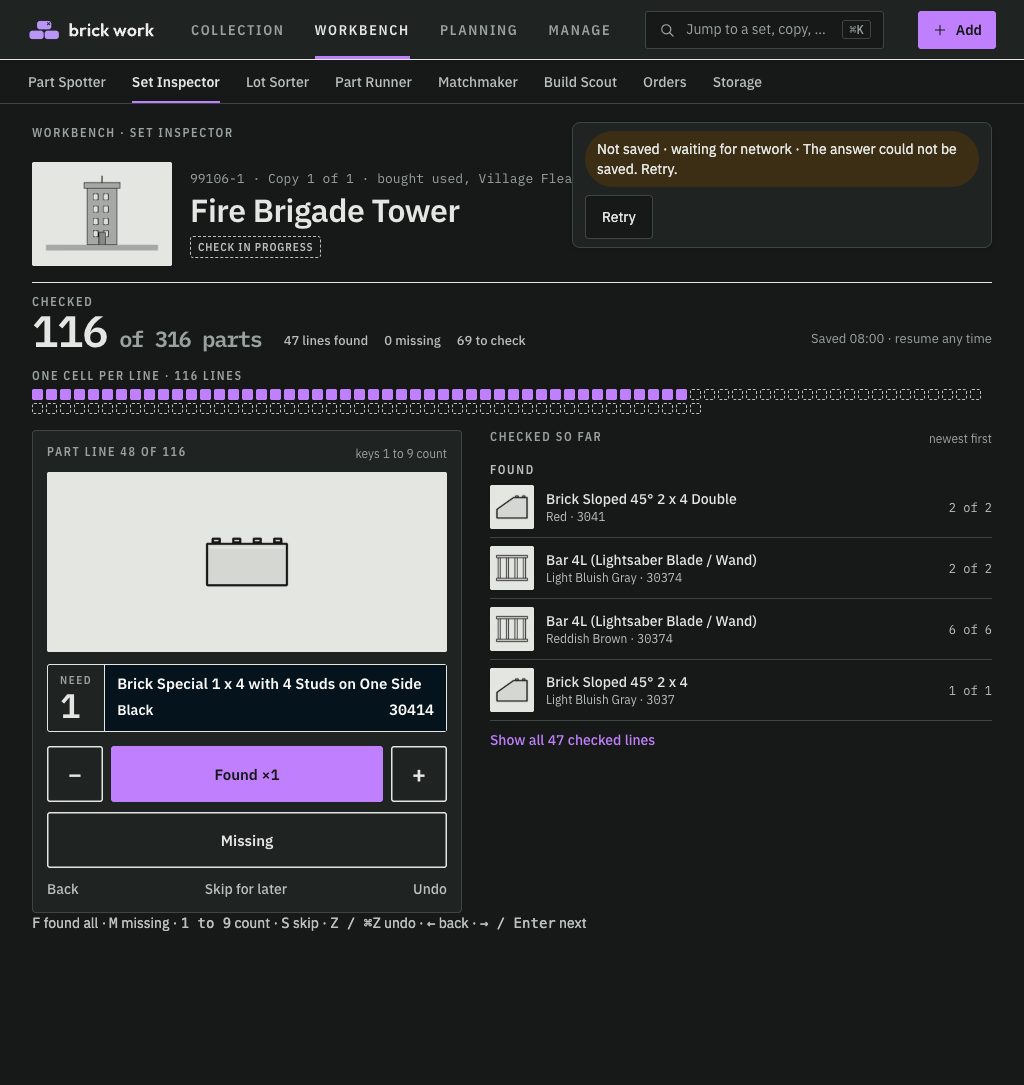 brick work
COLLECTION
WORKBENCH
PLANNING
MANAGE
Jump to a set, copy, ...
⌘K
+ Add
Part Spotter
Set Inspector
Lot Sorter
Part Runner
Matchmaker
Build Scout
Orders
Storage
WORKBENCH · SET INSPECTOR
99106-1 · Copy 1 of 1 · bought used, Village Flea
Fire Brigade Tower
CHECK IN PROGRESS
Not saved · waiting for network · The answer could not be
saved. Retry.
Retry
CHECKED
116 of 316 parts
47 lines found
0 missing
69 to check
Saved 08:00 · resume any time
ONE CELL PER LINE · 116 LINES
PART LINE 48 OF 116
keys 1 to 9 count
NEED
1
Brick Special 1 x 4 with 4 Studs on One Side
Black
30414
−
Found ×1
+
Missing
Back
Skip for later
Undo
CHECKED SO FAR
newest first
FOUND
Brick Sloped 45° 2 x 4 Double
Red · 3041
2 of 2
Bar 4L (Lightsaber Blade / Wand)
Light Bluish Gray · 30374
2 of 2
Bar 4L (Lightsaber Blade / Wand)
Reddish Brown · 30374
6 of 6
Brick Sloped 45° 2 x 4
Light Bluish Gray · 3037
1 of 1
Show all 47 checked lines
F found all · M missing · 1 to 9 count · S skip · Z / ⌘Z undo · ← back · → / Enter next